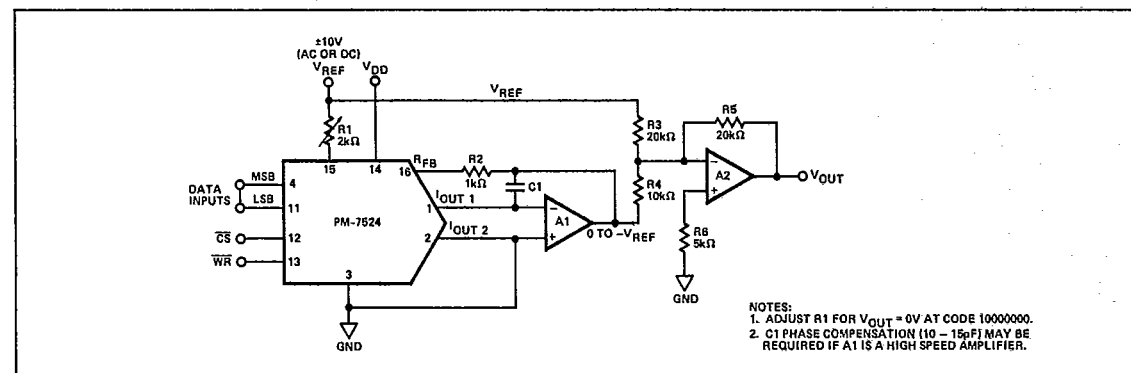 ±10V
(AC OR DC)
VREF
VDD
VREF
R1
2kΩ
R3
20kΩ
R5
20kΩ
15
14
RFB
16
R2
1kΩ
C1
MSB
4
DATA
INPUTS
LSB
11
IOUT 1
1
PM-7524
A1
IOUT 2
2
0 TO –VREF
R4
10kΩ
A2
VOUT
CS
12
WR
13
3
R6
5kΩ
GND
GND
NOTES:
1. ADJUST R1 FOR VOUT = 0V AT CODE 10000000.
2. C1 PHASE COMPENSATION (10 – 15pF) MAY BE
REQUIRED IF A1 IS A HIGH SPEED AMPLIFIER.